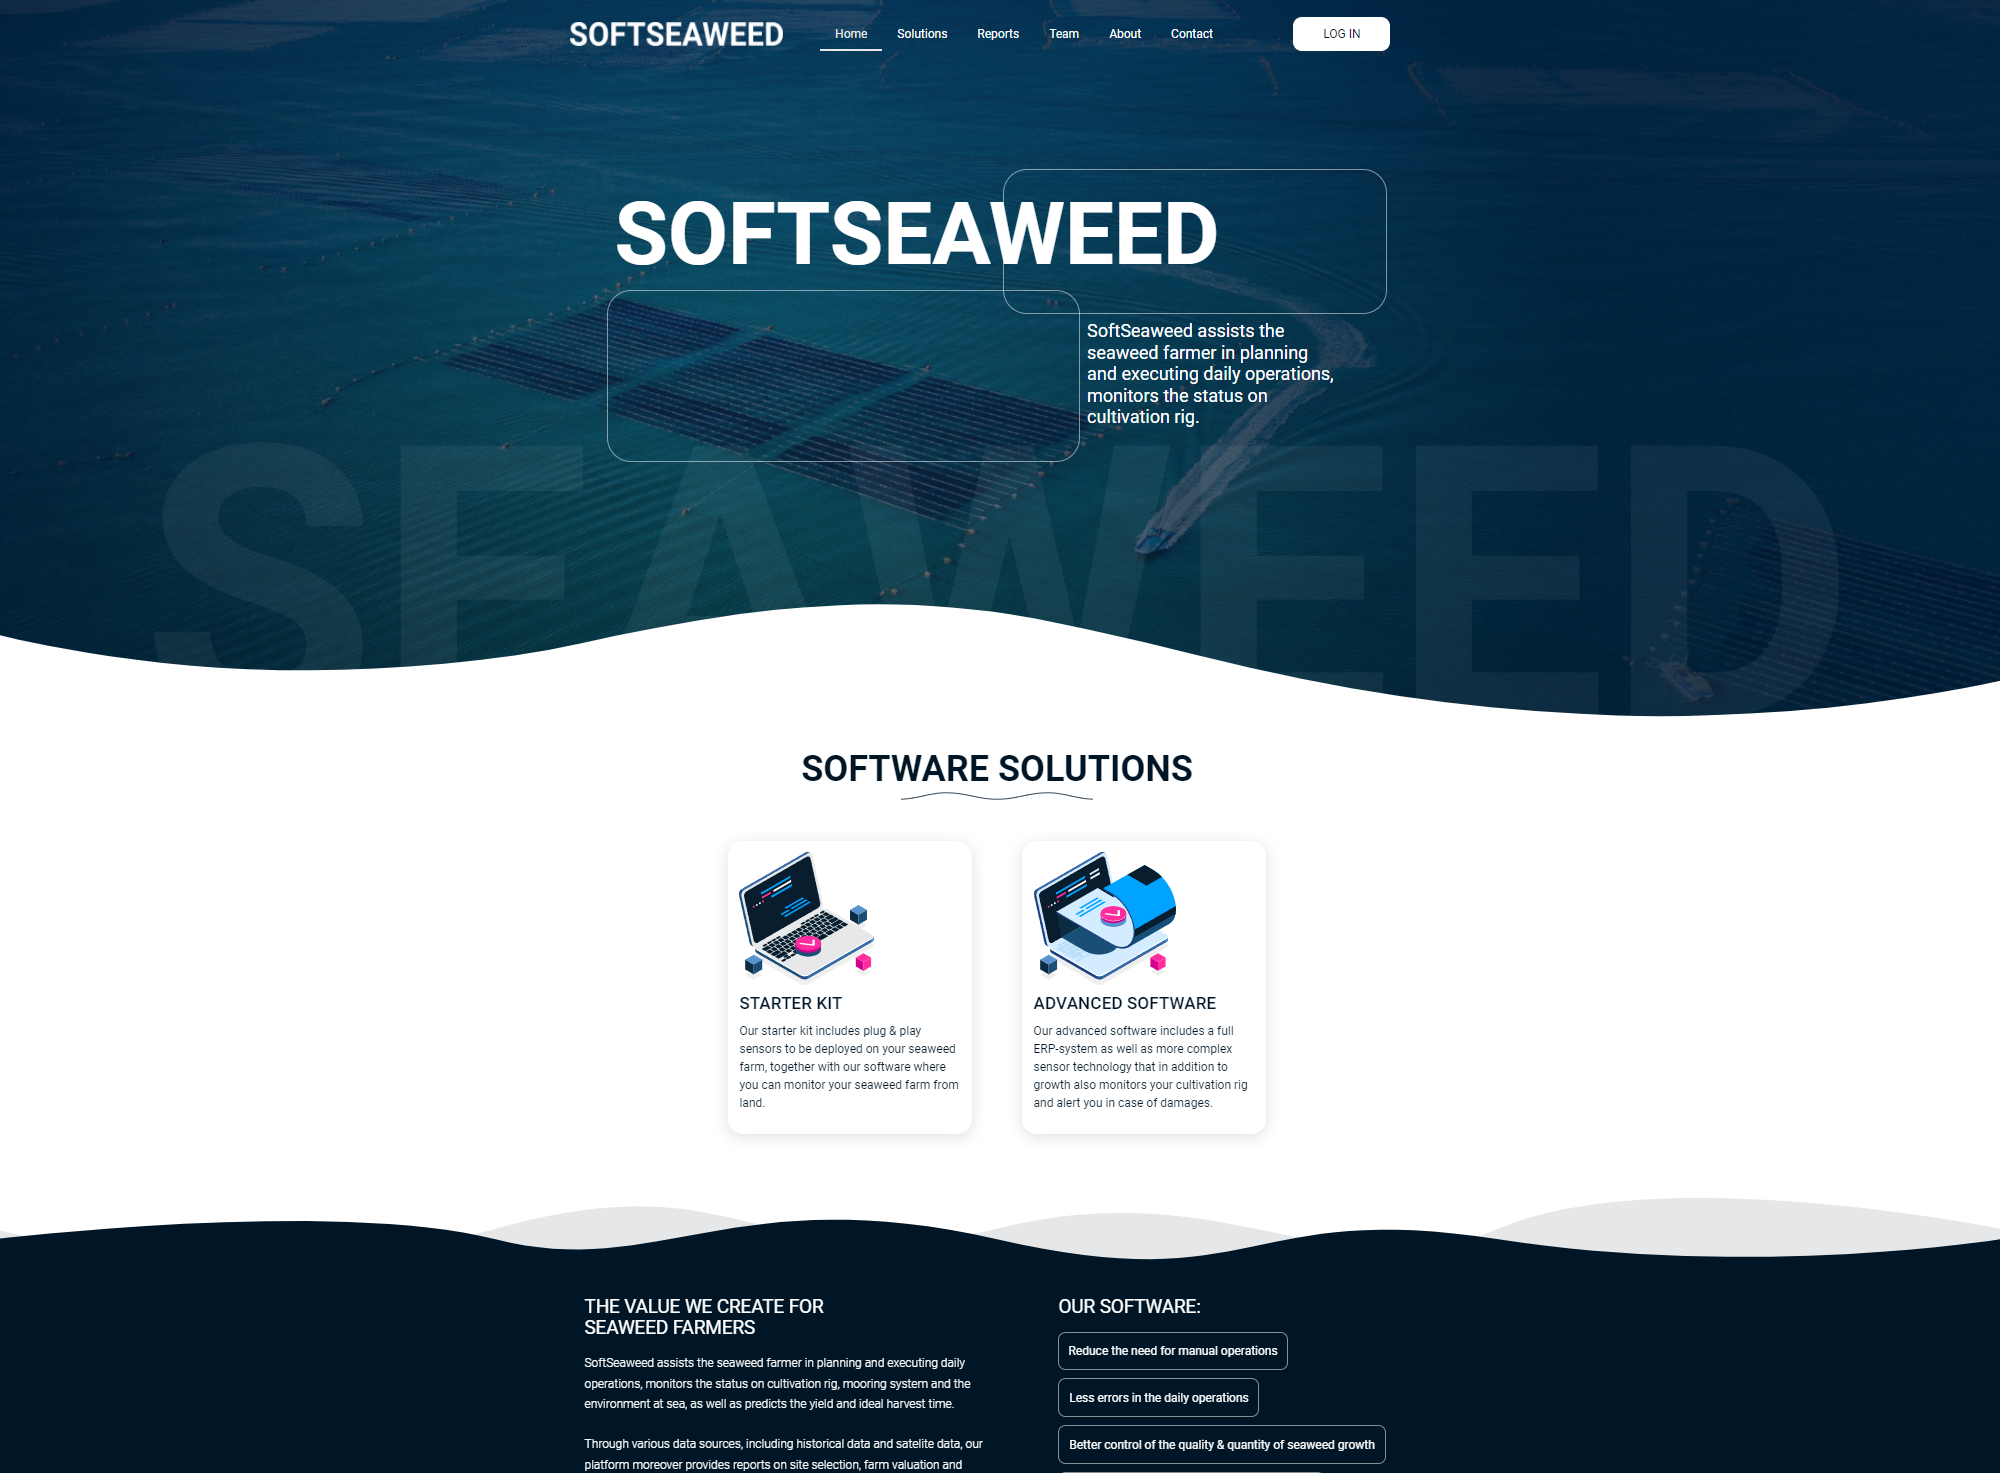 SOFTSEAWEED
Home Solutions Reports Team About Contact LOG IN
SOFTSEAWEED
SoftSeaweed assists the
seaweed farmer in planning
and executing daily operations,
monitors the status on
cultivation rig.
SEAWEED
SOFTWARE SOLUTIONS
STARTER KIT
Our starter kit includes plug & play
sensors to be deployed on your seaweed
farm, together with our software where
you can monitor your seaweed farm from
land.
ADVANCED SOFTWARE
Our advanced software includes a full
ERP-system as well as more complex
sensor technology that in addition to
growth also monitors your cultivation rig
and alert you in case of damages.
THE VALUE WE CREATE FOR
SEAWEED FARMERS
SoftSeaweed assists the seaweed farmer in planning and executing daily
operations, monitors the status on cultivation rig, mooring system and the
environment at sea, as well as predicts the yield and ideal harvest time.
Through various data sources, including historical data and satelite data, our
platform moreover provides reports on site selection, farm valuation and
OUR SOFTWARE:
Reduce the need for manual operations
Less errors in the daily operations
Better control of the quality & quantity of seaweed growth